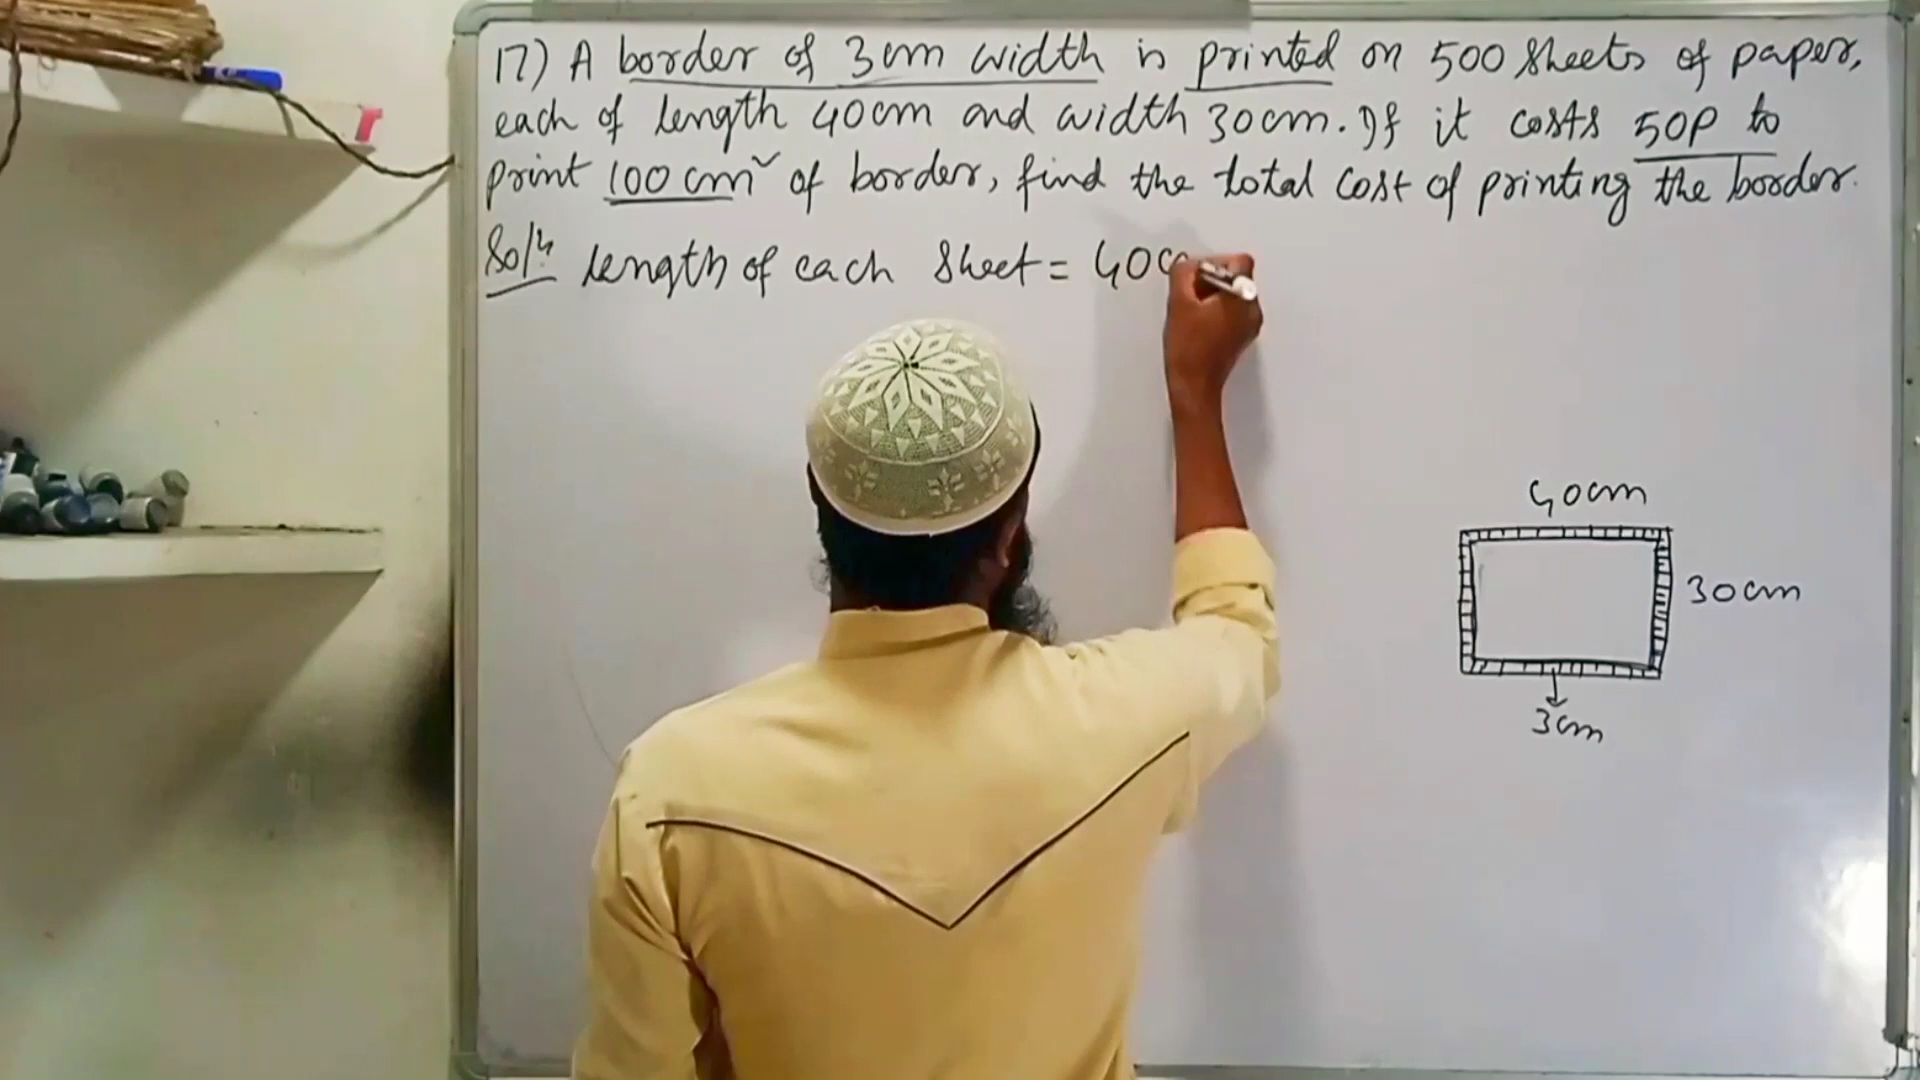 17) A border of 3cm width is printed on 500 sheets of paper,
each of length 40cm and width 30cm. If it costs 50P to
print 100 cm² of border, find the total cost of printing the border.
Soln: length of each sheet = 40c
40cm
30cm
3cm